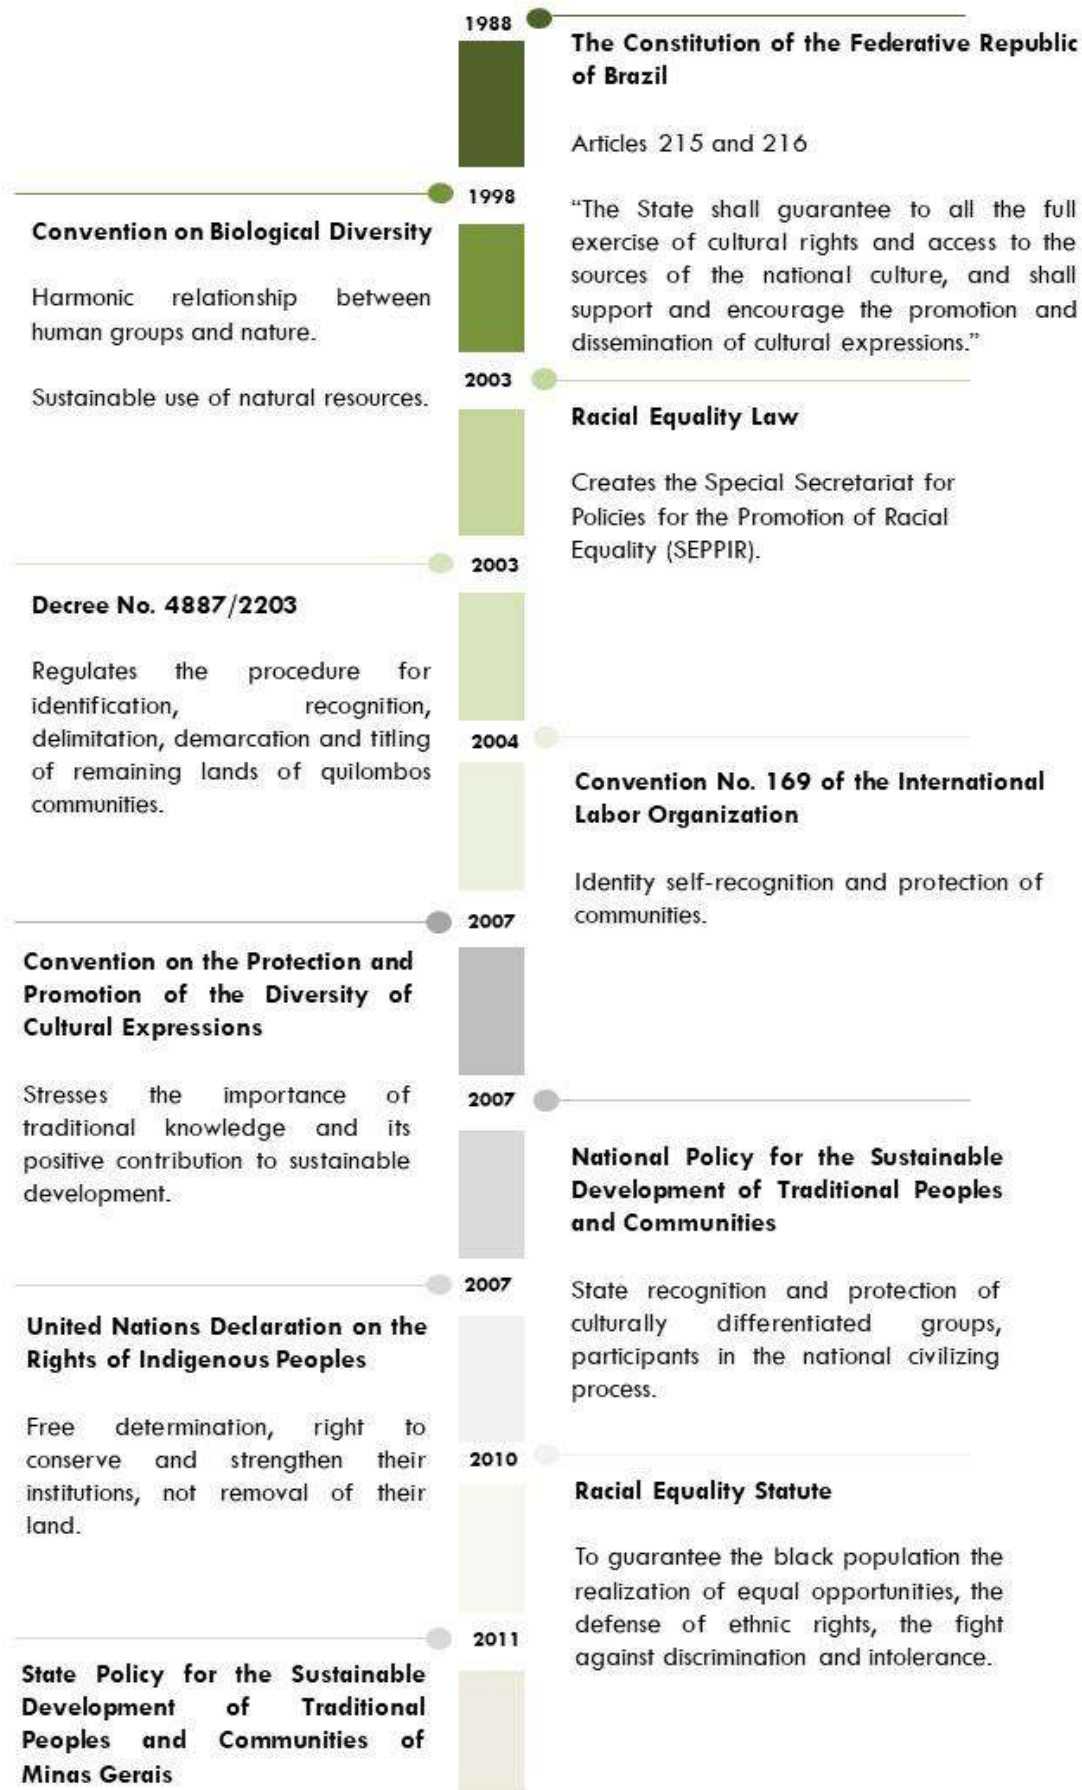 1988
The Constitution of the Federative Republic
of Brazil
Articles 215 and 216
“The State shall guarantee to all the full
exercise of cultural rights and access to the
sources of the national culture, and shall
support and encourage the promotion and
dissemination of cultural expressions.”
1998
Convention on Biological Diversity
Harmonic relationship between
human groups and nature.
Sustainable use of natural resources.
2003
Racial Equality Law
Creates the Special Secretariat for
Policies for the Promotion of Racial
Equality (SEPPIR).
2003
Decree No. 4887/2203
Regulates the procedure for
identification, recognition,
delimitation, demarcation and titling
of remaining lands of quilombos
communities.
2004
Convention No. 169 of the International
Labor Organization
Identity self-recognition and protection of
communities.
2007
Convention on the Protection and
Promotion of the Diversity of
Cultural Expressions
Stresses the importance of
traditional knowledge and its
positive contribution to sustainable
development.
2007
National Policy for the Sustainable
Development of Traditional Peoples
and Communities
State recognition and protection of
culturally differentiated groups,
participants in the national civilizing
process.
2007
United Nations Declaration on the
Rights of Indigenous Peoples
Free determination, right to
conserve and strengthen their
institutions, not removal of their
land.
2010
Racial Equality Statute
To guarantee the black population the
realization of equal opportunities, the
defense of ethnic rights, the fight
against discrimination and intolerance.
2011
State Policy for the Sustainable
Development of Traditional
Peoples and Communities of
Minas Gerais